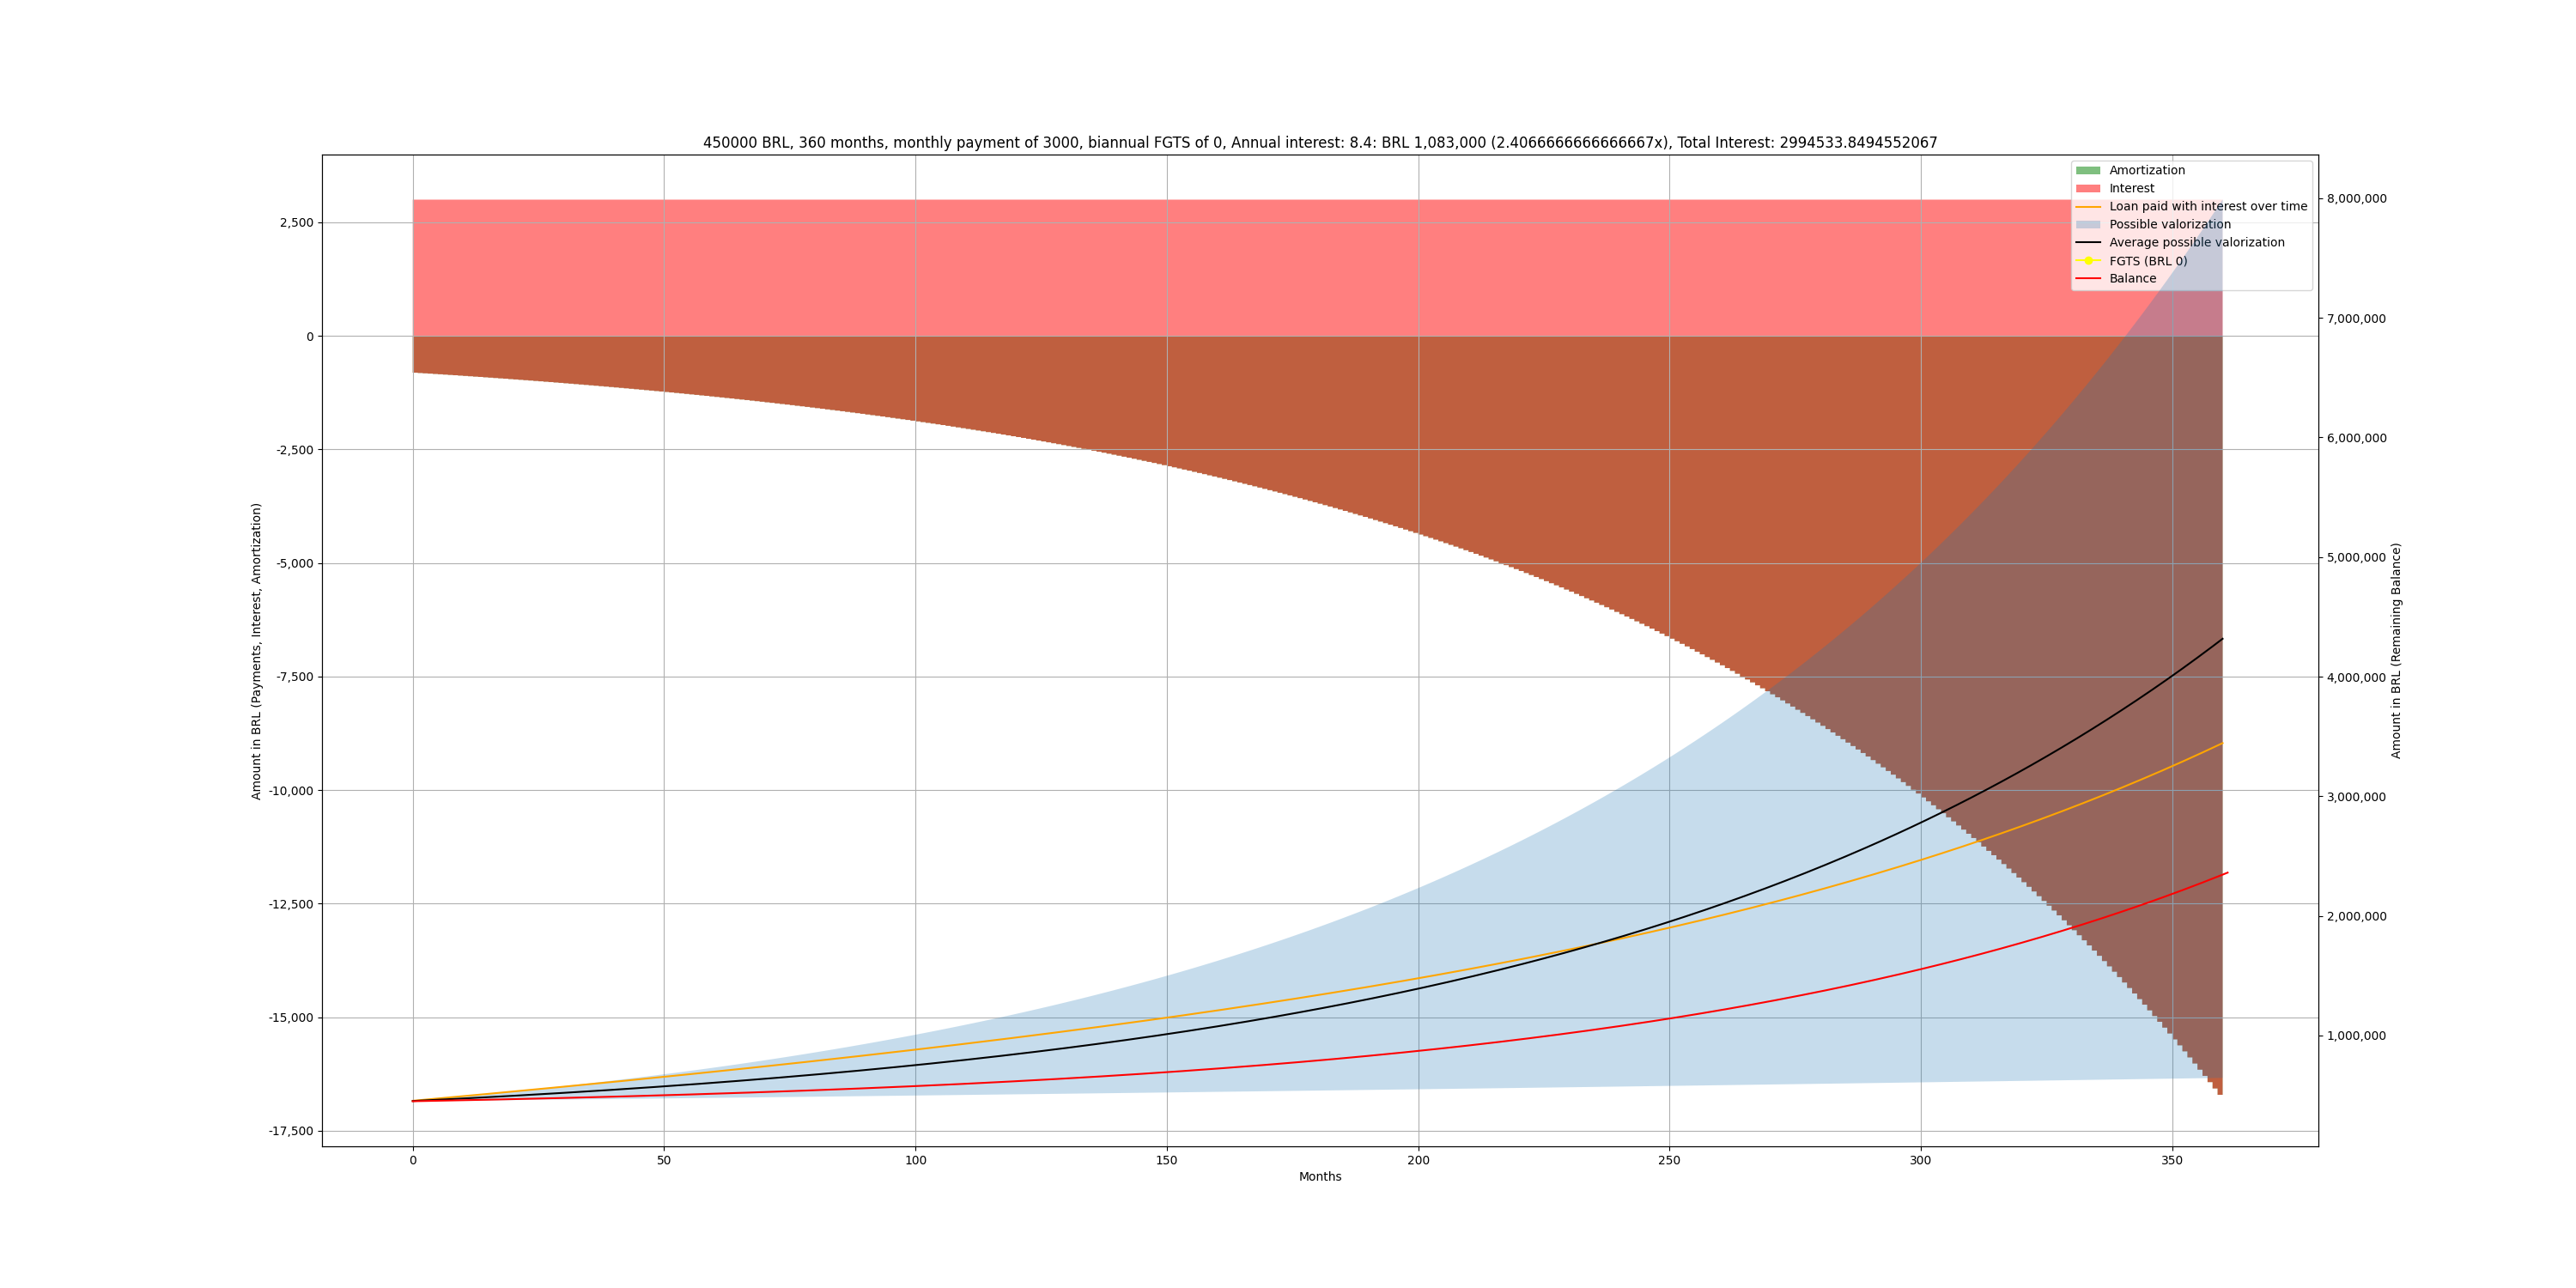 450000 BRL, 360 months, monthly payment of 3000, biannual FGTS of 0, Annual interest: 8.4: BRL 1,083,000 (2.4066666666666667x), Total Interest: 2994533.8494552067
Amortization
Interest
Loan paid with interest over time
Possible valorization
Average possible valorization
FGTS (BRL 0)
Balance
Amount in BRL (Payments, Interest, Amortization)
2,500
0
-2,500
-5,000
-7,500
-10,000
-12,500
-15,000
-17,500
8,000,000
7,000,000
6,000,000
5,000,000
4,000,000
3,000,000
2,000,000
1,000,000
Amount in BRL (Remaining Balance)
0 50 100 150 200 250 300 350
Months